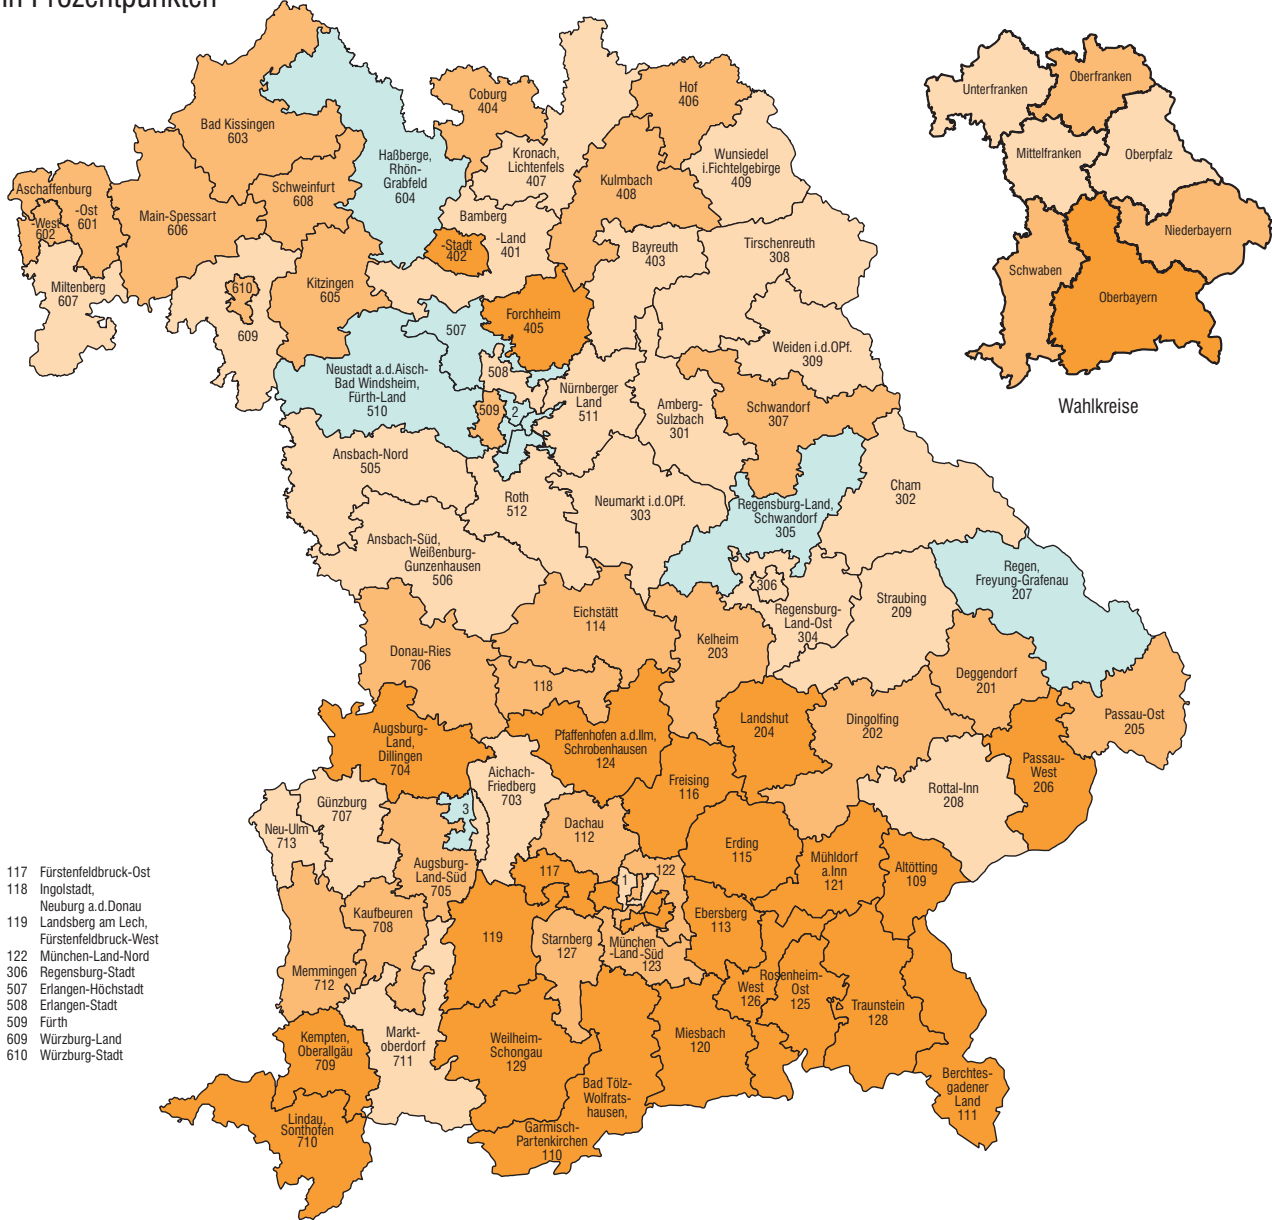 in Prozentpunkten
Coburg
404
Hof
406
Bad Kissingen
603
Haßberge,
Rhön-
Grabfeld
604
Kronach,
Lichtenfels
407
Wunsiedel
i.Fichtelgebirge
409
Kulmbach
408
Aschaffenburg
-Ost
601
-West
602
Schweinfurt
608
Main-Spessart
606
Bamberg
-Land
401
-Stadt
402
Bayreuth
403
Tirschenreuth
308
Miltenberg
607
610
609
Kitzingen
605
Forchheim
405
507
508
509
2
Neustadt a.d.Aisch-
Bad Windsheim,
Fürth-Land
510
Nürnberger
Land
511
Weiden i.d.OPf.
309
Amberg-
Sulzbach
301
Schwandorf
307
Ansbach-Nord
505
Roth
512
Neumarkt i.d.OPf.
303
Regensburg-Land,
Schwandorf
305
Cham
302
Ansbach-Süd,
Weißenburg-
Gunzenhausen
506
306
Regensburg-
Land-Ost
304
Straubing
209
Regen,
Freyung-Grafenau
207
Eichstätt
114
Kelheim
203
Donau-Ries
706
118
Deggendorf
201
Passau-Ost
205
Augsburg-
Land,
Dillingen
704
Pfaffenhofen a.d.Ilm,
Schrobenhausen
124
Landshut
204
Dingolfing
202
Passau-
West
206
Aichach-
Friedberg
703
Freising
116
Rottal-Inn
208
Günzburg
707
Neu-Ulm
713
3
Dachau
112
Erding
115
Mühldorf
a.Inn
121
Altötting
109
Augsburg-
Land-Süd
705
117
1
122
Kaufbeuren
708
119
Starnberg
127
München
-Land-Süd
123
Ebersberg
113
Memmingen
712
Rosenheim-
West
126
Ost
125
Traunstein
128
Kempten,
Oberallgäu
709
Markt-
oberdorf
711
Weilheim-
Schongau
129
Miesbach
120
Bad Tölz-
Wolfrats-
hausen,
Garmisch-
Partenkirchen
110
Berchtes-
gadener
Land
111
Lindau,
Sonthofen
710
Unterfranken
Oberfranken
Mittelfranken
Oberpfalz
Niederbayern
Schwaben
Oberbayern
Wahlkreise
117 Fürstenfeldbruck-Ost
118 Ingolstadt,
Neuburg a.d.Donau
119 Landsberg am Lech,
Fürstenfeldbruck-West
122 München-Land-Nord
306 Regensburg-Stadt
507 Erlangen-Höchstadt
508 Erlangen-Stadt
509 Fürth
609 Würzburg-Land
610 Würzburg-Stadt